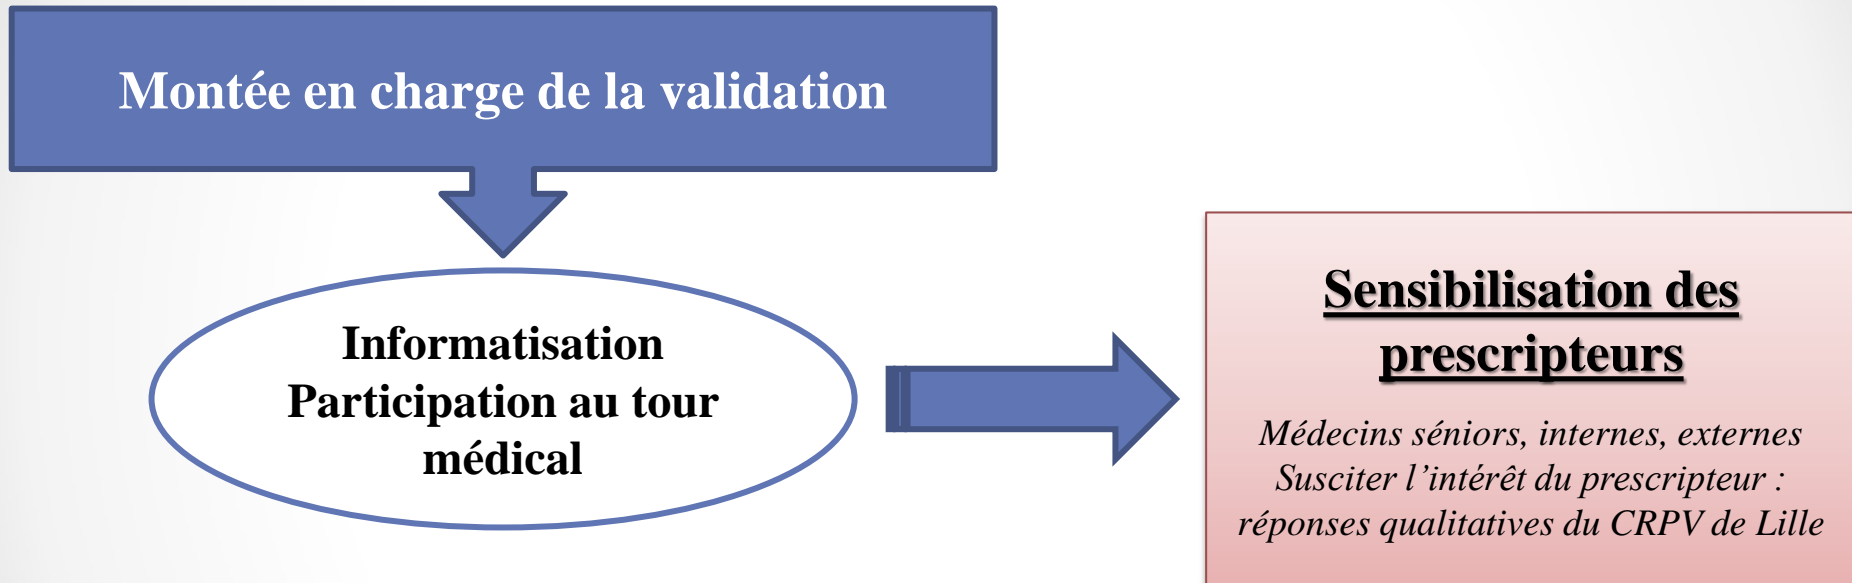 Montée en charge de la validation
Informatisation
Participation au tour
médical
Sensibilisation des
prescripteurs
Médecins séniors, internes, externes
Susciter l’intérêt du prescripteur :
réponses qualitatives du CRPV de Lille